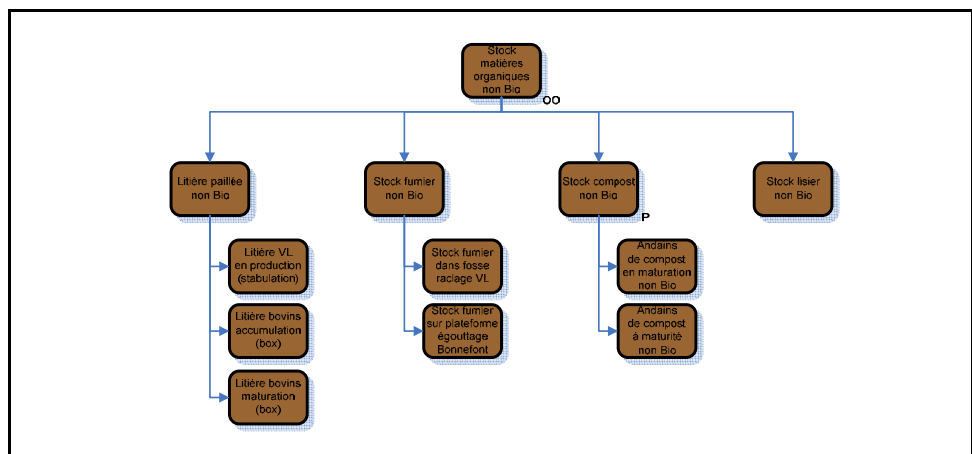 Stock
matières
organiques
non Bio
OO
Litière paillée
non Bio
Stock fumier
non Bio
Stock compost
non Bio
P
Stock lisier
non Bio
Litière VL
en production
(stabulation)
Stock fumier
dans fosse
raclage VL
Andains
de compost
en maturation
non Bio
Litière bovins
accumulation
(box)
Stock fumier
sur plateforme
égouttage
Bonnefont
Andains
de compost
à maturité
non Bio
Litière bovins
maturation
(box)